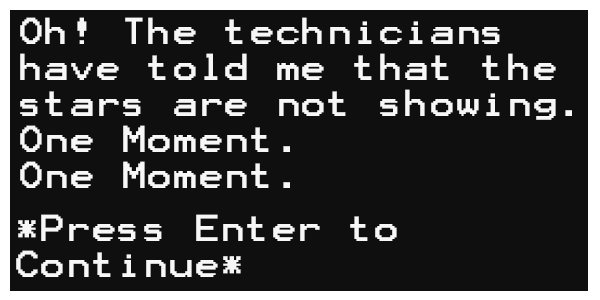 Oh! The technicians
have told me that the
stars are not showing.
One Moment.
One Moment.
*Press Enter to
Continue*